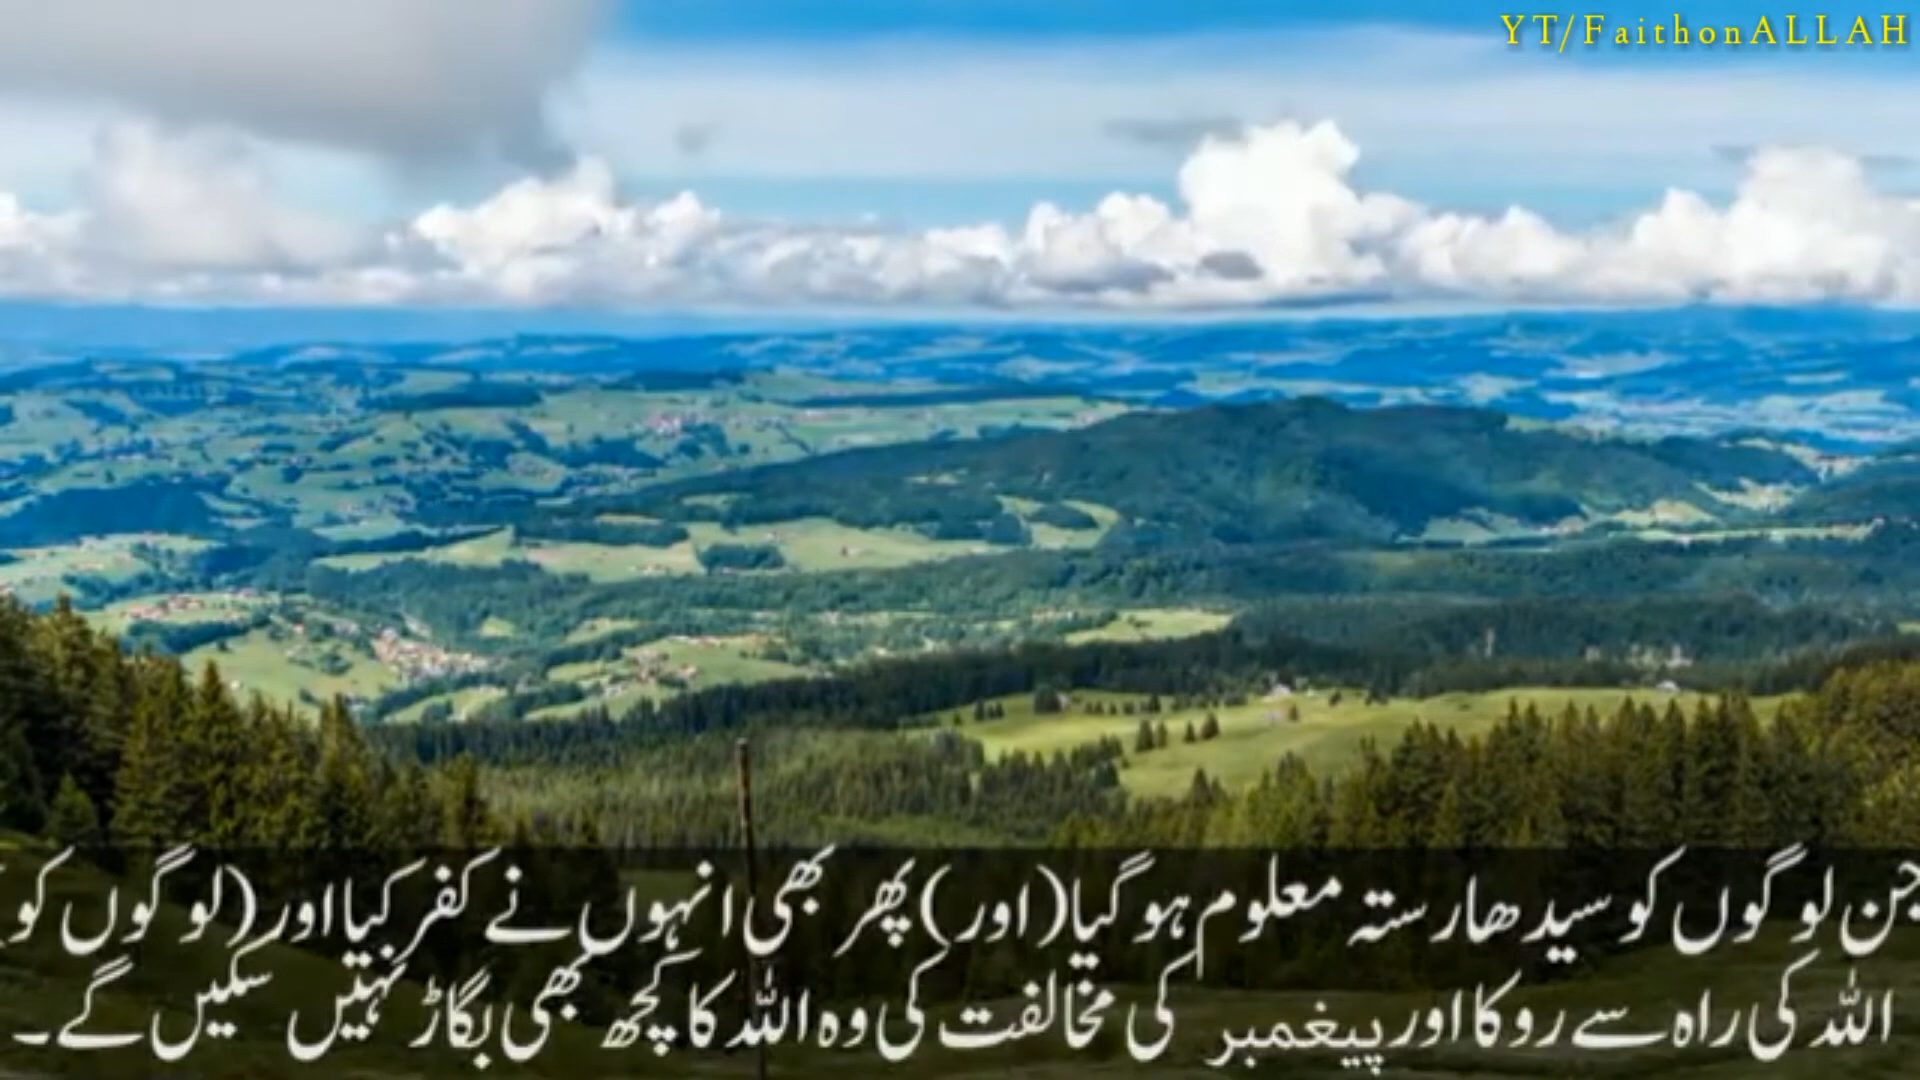 YT/FaithonALLAH
جن لوگوں کو سیدھا رستہ معلوم ہو گیا (اور) پھر بھی انہوں نے کفر کیا اور (لوگوں کو)
اللہ کی راہ سے روکا اور پیغمبر کی مخالفت کی وہ اللہ کا کچھ بھی بگاڑ نہیں سکیں گے۔